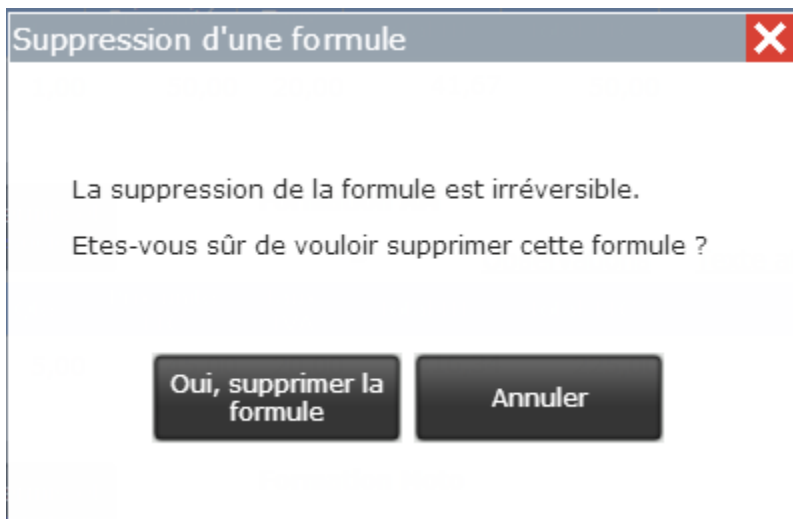 Suppression d'une formule
La suppression de la formule est irréversible.
Etes-vous sûr de vouloir supprimer cette formule ?
Oui, supprimer la
formule
Annuler